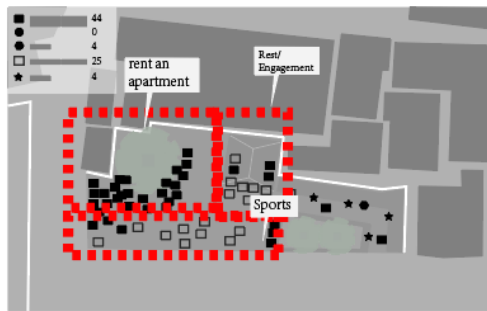 44
0
4
25
4
rent an
apartment
Rest/
Engagement
Sports